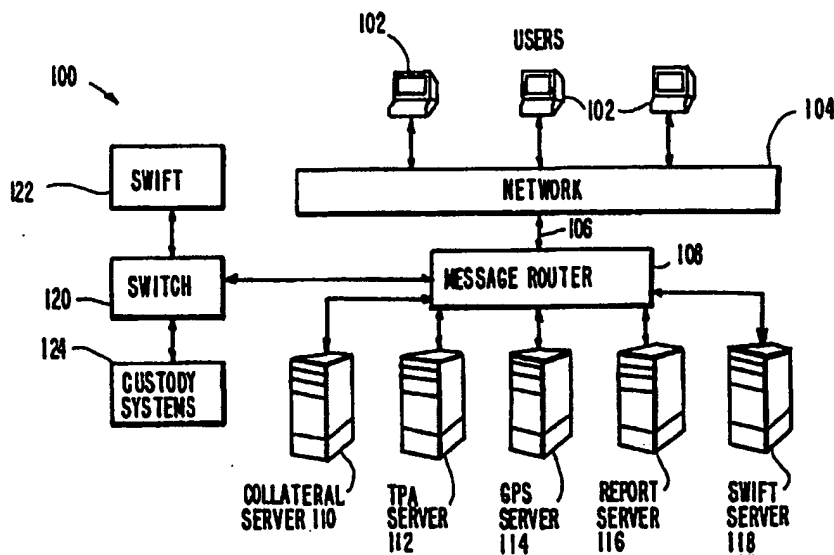 102
USERS
100
102
104
SWIFT
122
NETWORK
106
MESSAGE ROUTER
108
SWITCH
120
124
CUSTODY
SYSTEMS
COLLATERAL
SERVER 110
TPA
SERVER
112
GPS
SERVER
114
REPORT
SERVER
116
SWIFT
SERVER
118